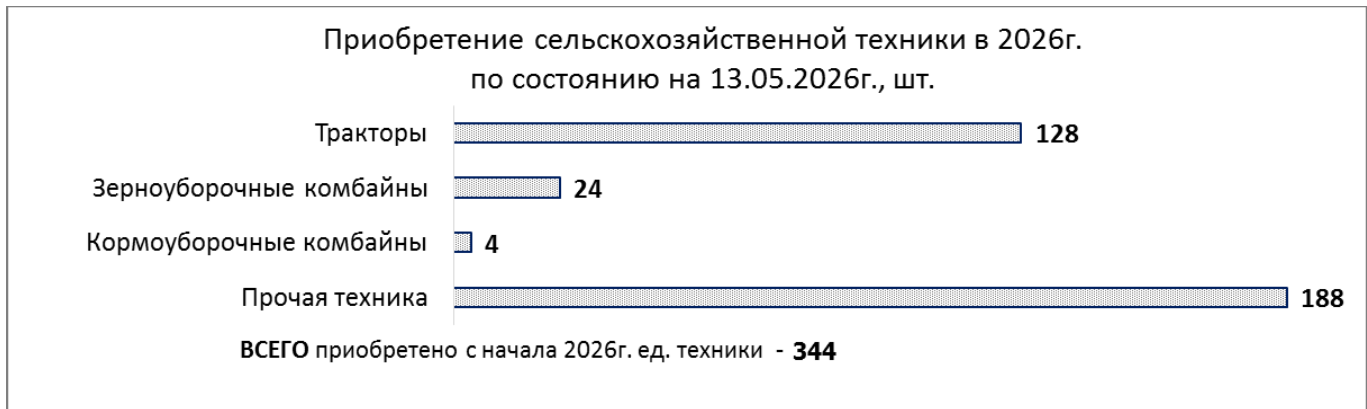 Приобретение сельскохозяйственной техники в 2026г.
по состоянию на 13.05.2026г., шт.
Тракторы 128
Зерноуборочные комбайны 24
Кормоуборочные комбайны 4
Прочая техника 188
ВСЕГО приобретено с начала 2026г. ед. техники - 344